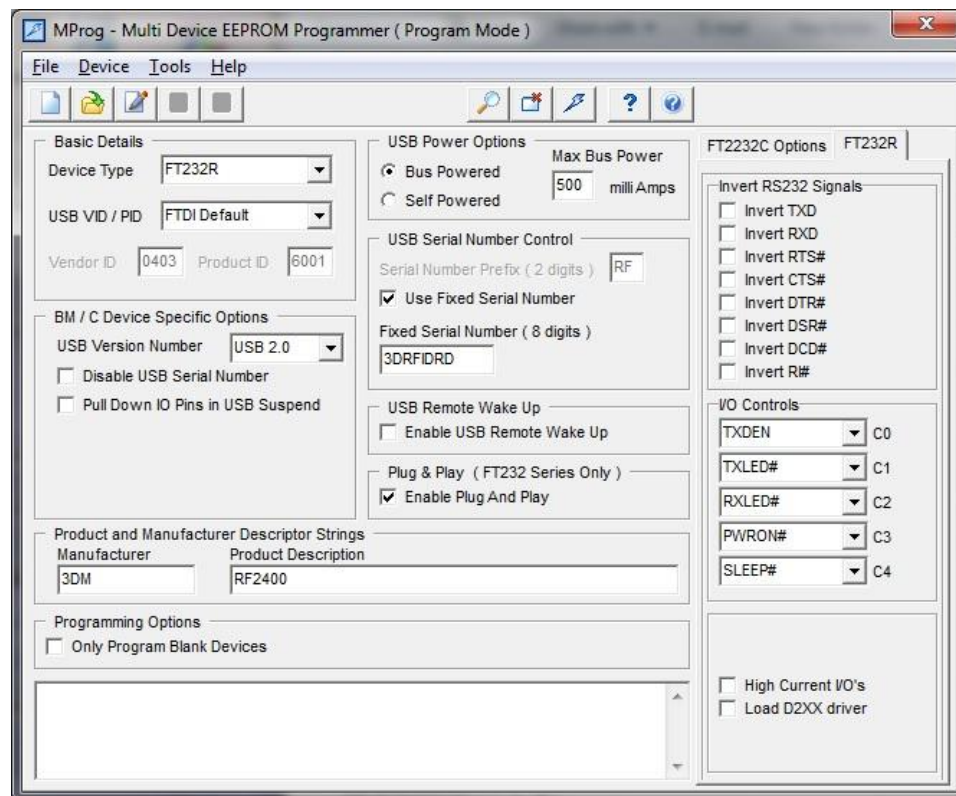 MProg - Multi Device EEPROM Programmer ( Program Mode )
File Device Tools Help
Basic Details
Device Type FT232R
USB VID / PID FTDI Default
Vendor ID 0403 Product ID 6001
BM / C Device Specific Options
USB Version Number USB 2.0
Disable USB Serial Number
Pull Down IO Pins in USB Suspend
USB Power Options
Bus Powered
Self Powered
Max Bus Power
500 milli Amps
USB Serial Number Control
Serial Number Prefix ( 2 digits ) RF
Use Fixed Serial Number
Fixed Serial Number ( 8 digits )
3DRFIDRD
USB Remote Wake Up
Enable USB Remote Wake Up
Plug & Play ( FT232 Series Only )
Enable Plug And Play
Product and Manufacturer Descriptor Strings
Manufacturer Product Description
3DM RF2400
Programming Options
Only Program Blank Devices
FT2232C Options FT232R
Invert RS232 Signals
Invert TXD
Invert RXD
Invert RTS#
Invert CTS#
Invert DTR#
Invert DSR#
Invert DCD#
Invert RI#
I/O Controls
TXDEN C0
TXLED# C1
RXLED# C2
PWRON# C3
SLEEP# C4
High Current I/O's
Load D2XX driver